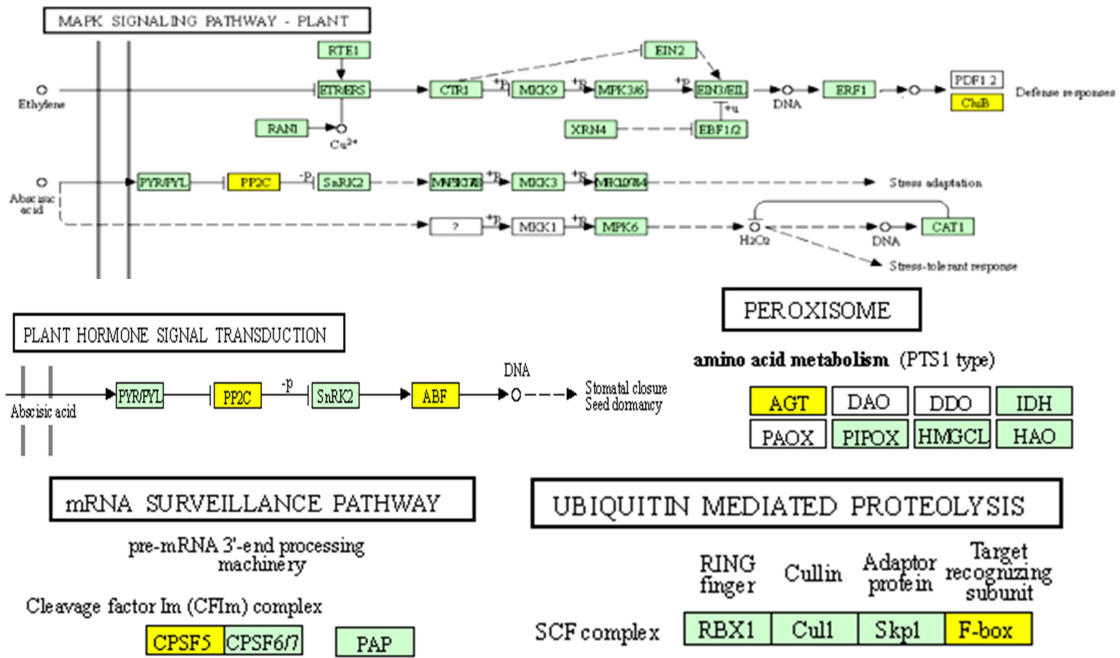 MAPK SIGNALING PATHWAY - PLANT
RTE1
EIN2
Ethylene
ETR/ERS
CTR1
+p
MKK9
+p
MPK3/6
+p
EIN3/EIL
DNA
ERF1
PDF1.2
ChiB
Defense responses
+u
RAN1
Cu2+
XRN4
EBF1/2
Abscisic acid
PYR/PYL
PP2C
-p
SnRK2
+p
MKK3
+p
Stress adaptation
?
+p
MKK1
+p
MPK6
H2O2
DNA
CAT1
Stress-tolerant response
PLANT HORMONE SIGNAL TRANSDUCTION
Abscisic acid
PYR/PYL
PP2C
-p
SnRK2
ABF
DNA
Stomatal closure
Seed dormancy
PEROXISOME
amino acid metabolism (PTS1 type)
AGT DAO DDO IDH
PAOX PIPOX HMGCL HAO
mRNA SURVEILLANCE PATHWAY
pre-mRNA 3'-end processing
machinery
Cleavage factor Im (CFIm) complex
CPSF5 CPSF6/7 PAP
UBIQUITIN MEDIATED PROTEOLYSIS
RING finger
Cullin
Adaptor protein
Target recognizing subunit
SCF complex RBX1 Cul1 Skp1 F-box